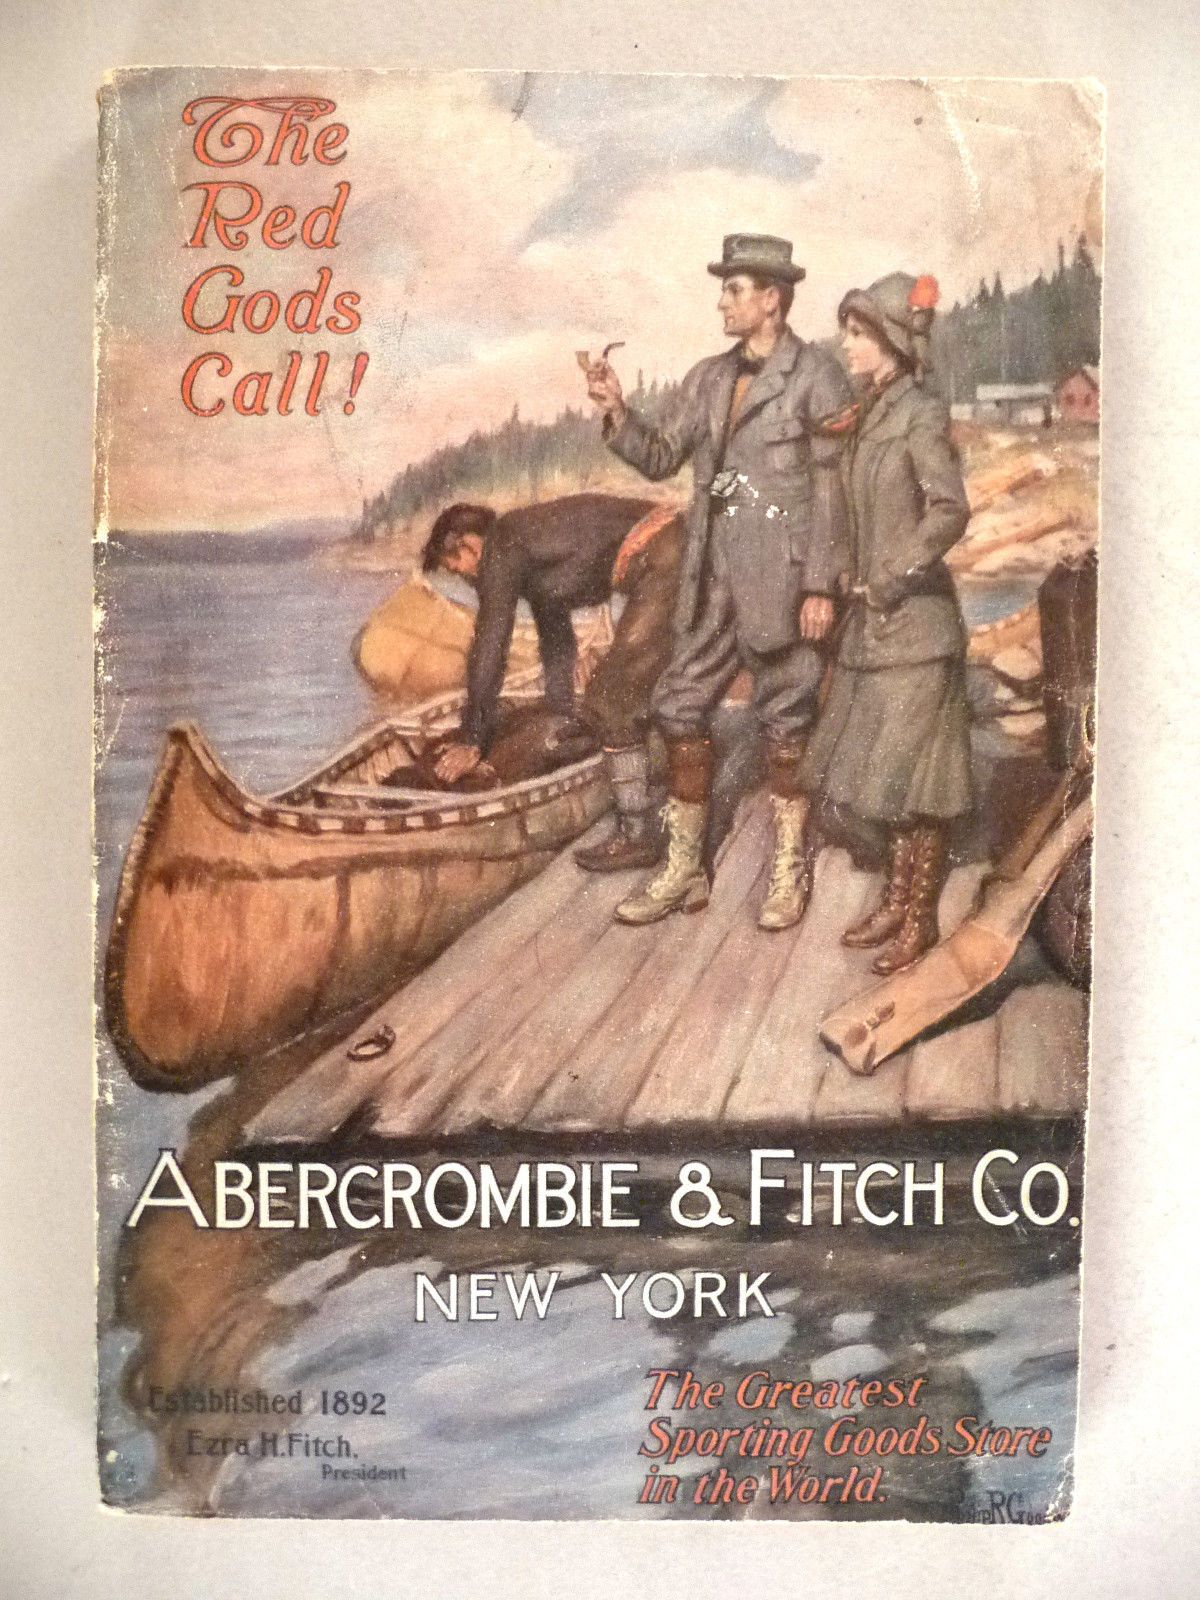 The
Red
Gods
Call!
ABERCROMBIE & FITCH CO.
NEW YORK
Established 1892
Ezra H. Fitch,
President
The Greatest
Sporting Goods Store
in the World.